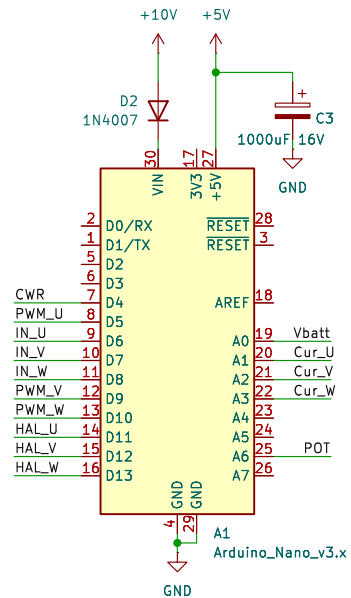 +10V +5V
D2
1N4007
+
C3
1000uF 16V
GND
30 17 27
VIN 3V3 +5V
2 D0/RX RESET 28
1 D1/TX RESET 3
5 D2
6 D3
CWR 7 D4 AREF 18
PWM_U 8 D5
IN_U 9 D6 A0 19 Vbatt
IN_V 10 D7 A1 20 Cur_U
IN_W 11 D8 A2 21 Cur_V
PWM_V 12 D9 A3 22 Cur_W
PWM_W 13 D10 A4 23
HAL_U 14 D11 A5 24
HAL_V 15 D12 A6 25 POT
HAL_W 16 D13 A7 26
GND GND
4 29
A1
Arduino_Nano_v3.x
GND